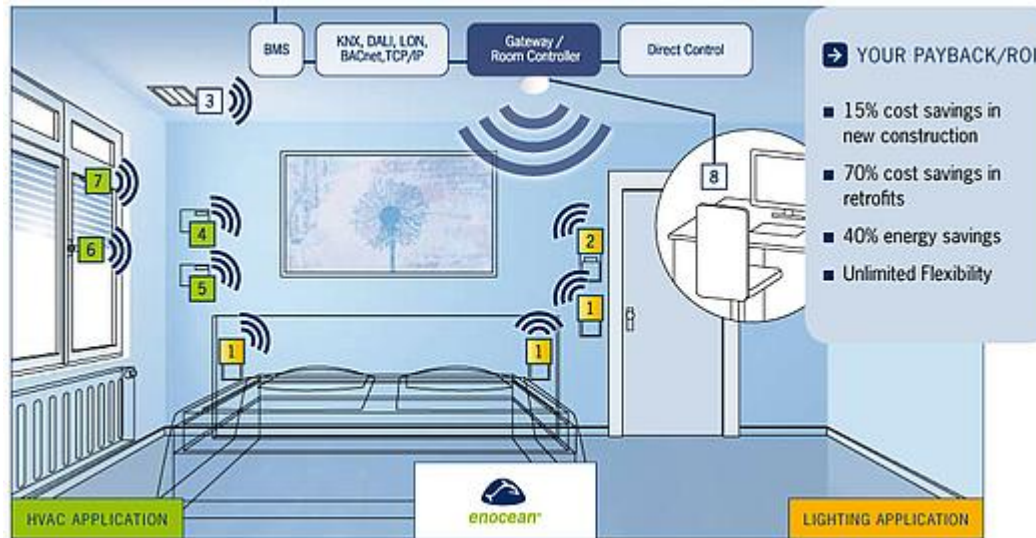 BMS
KNX, DALI, LON,
BACnet,TCP/IP
Gateway /
Room Controller
Direct Control
YOUR PAYBACK/ROI
15% cost savings in
new construction
70% cost savings in
retrofits
40% energy savings
Unlimited Flexibility
3
8
7
4
2
6
5
1
1
1
HVAC APPLICATION
enocean®
LIGHTING APPLICATION